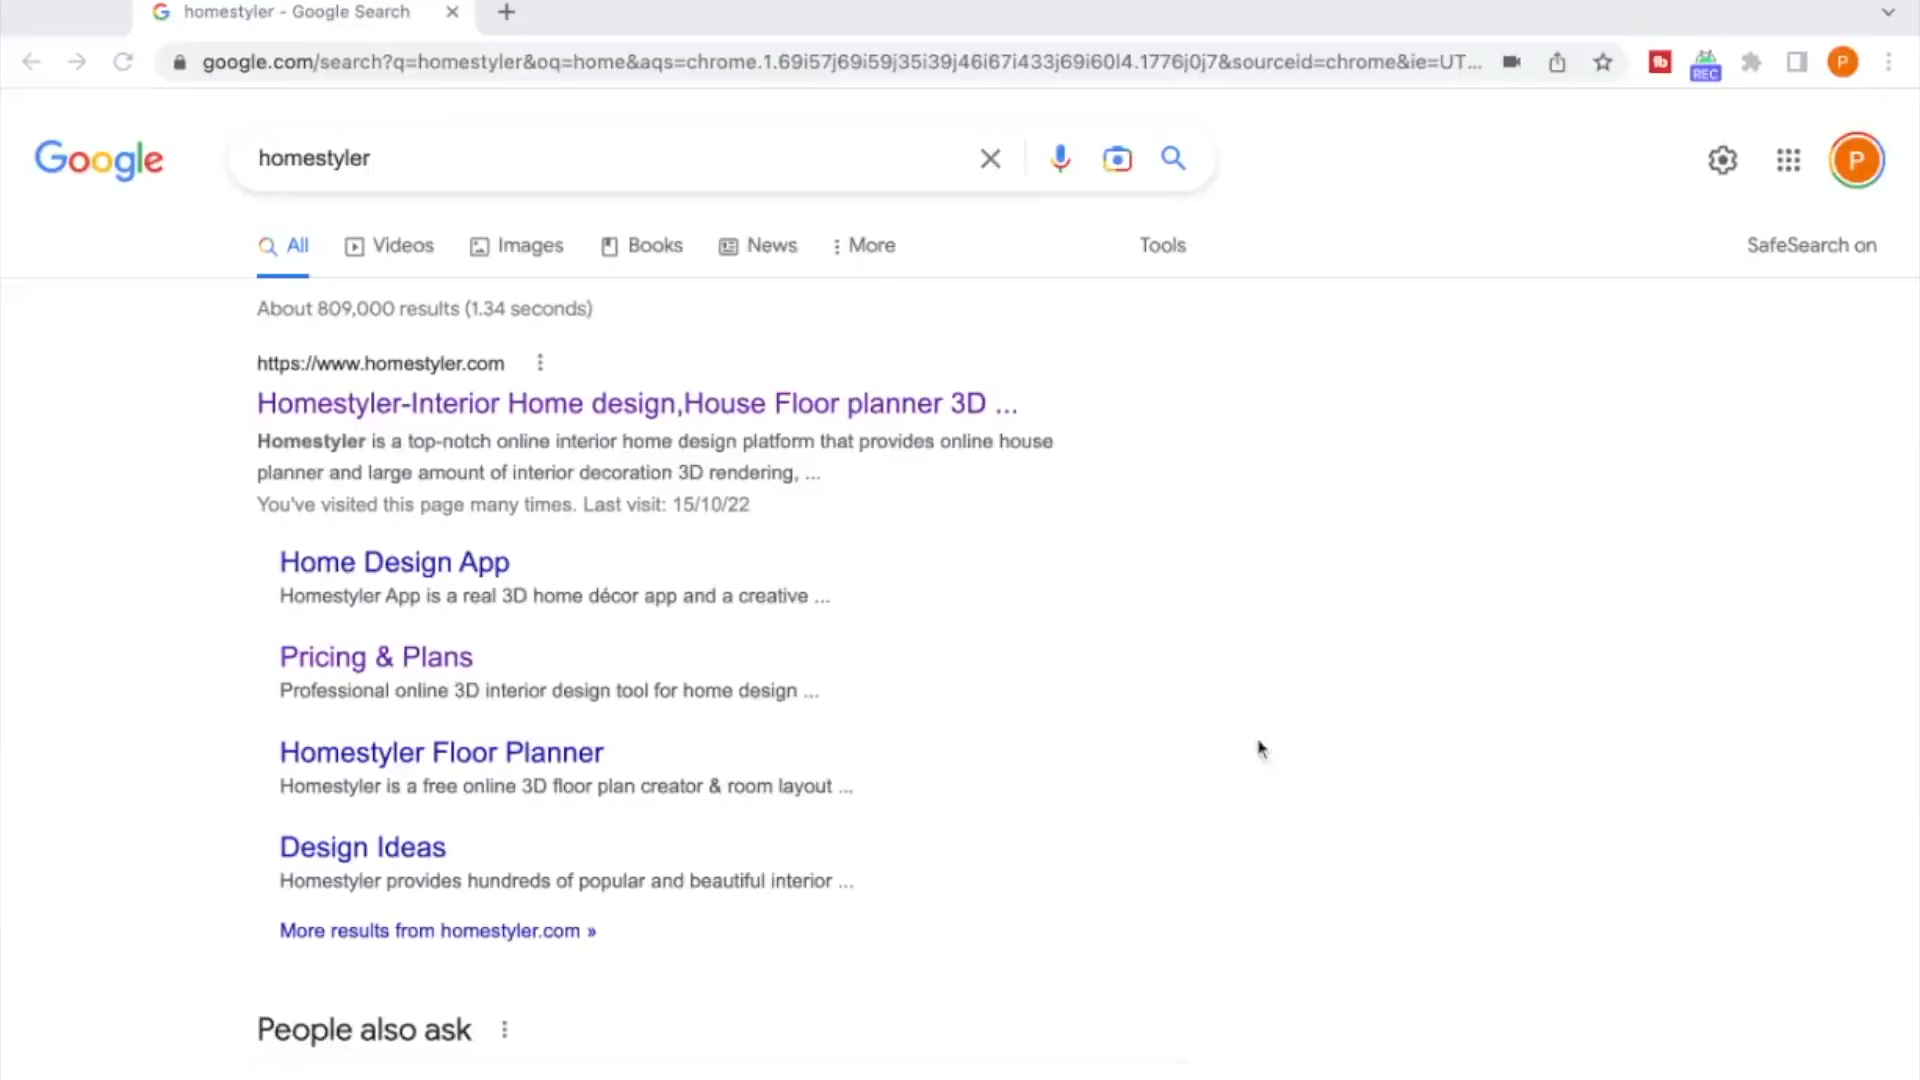 homestyler - Google Search
google.com/search?q=homestyler&oq=home&aqs=chrome.1.69i57j69i59j35i39j46i67i433j69i60l4.1776j0j7&sourceid=chrome&ie=UT...
REC
P
Google
homestyler
P
All
Videos
Images
Books
News
More
Tools
SafeSearch on
About 809,000 results (1.34 seconds)
https://www.homestyler.com
Homestyler-Interior Home design,House Floor planner 3D ...
Homestyler is a top-notch online interior home design platform that provides online house
planner and large amount of interior decoration 3D rendering, ...
You've visited this page many times. Last visit: 15/10/22
Home Design App
Homestyler App is a real 3D home décor app and a creative ...
Pricing & Plans
Professional online 3D interior design tool for home design ...
Homestyler Floor Planner
Homestyler is a free online 3D floor plan creator & room layout ...
Design Ideas
Homestyler provides hundreds of popular and beautiful interior ...
More results from homestyler.com »
People also ask